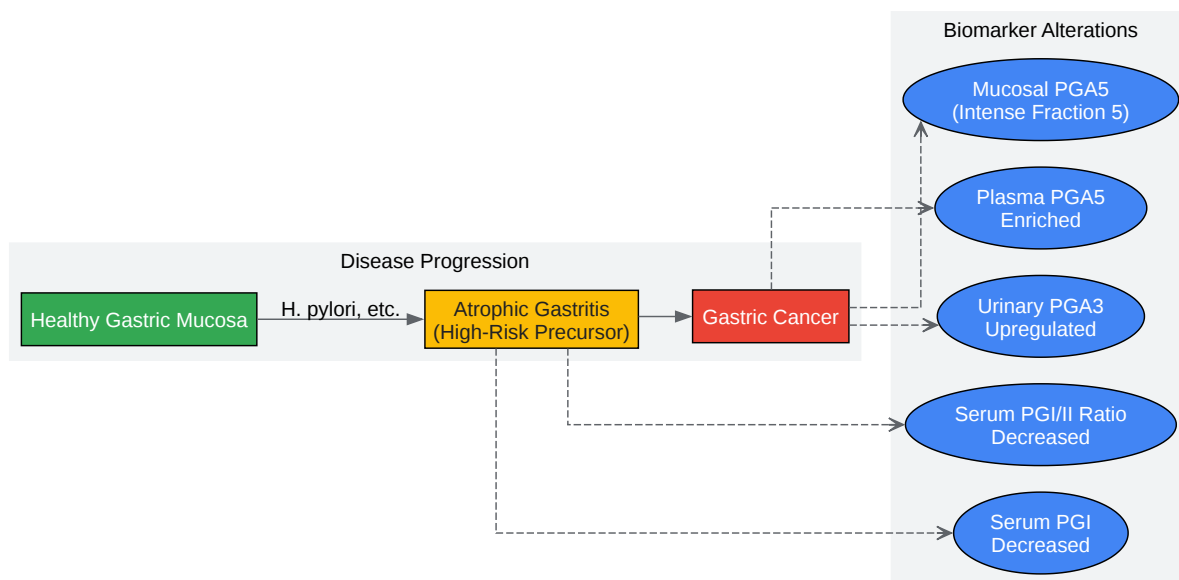 Biomarker Alterations
Mucosal PGA5
(Intense Fraction 5)
Plasma PGA5
Enriched
Disease Progression
Healthy Gastric Mucosa
H. pylori, etc.
Atrophic Gastritis
(High-Risk Precursor)
Gastric Cancer
Urinary PGA3
Upregulated
Serum PGI/II Ratio
Decreased
Serum PGI
Decreased